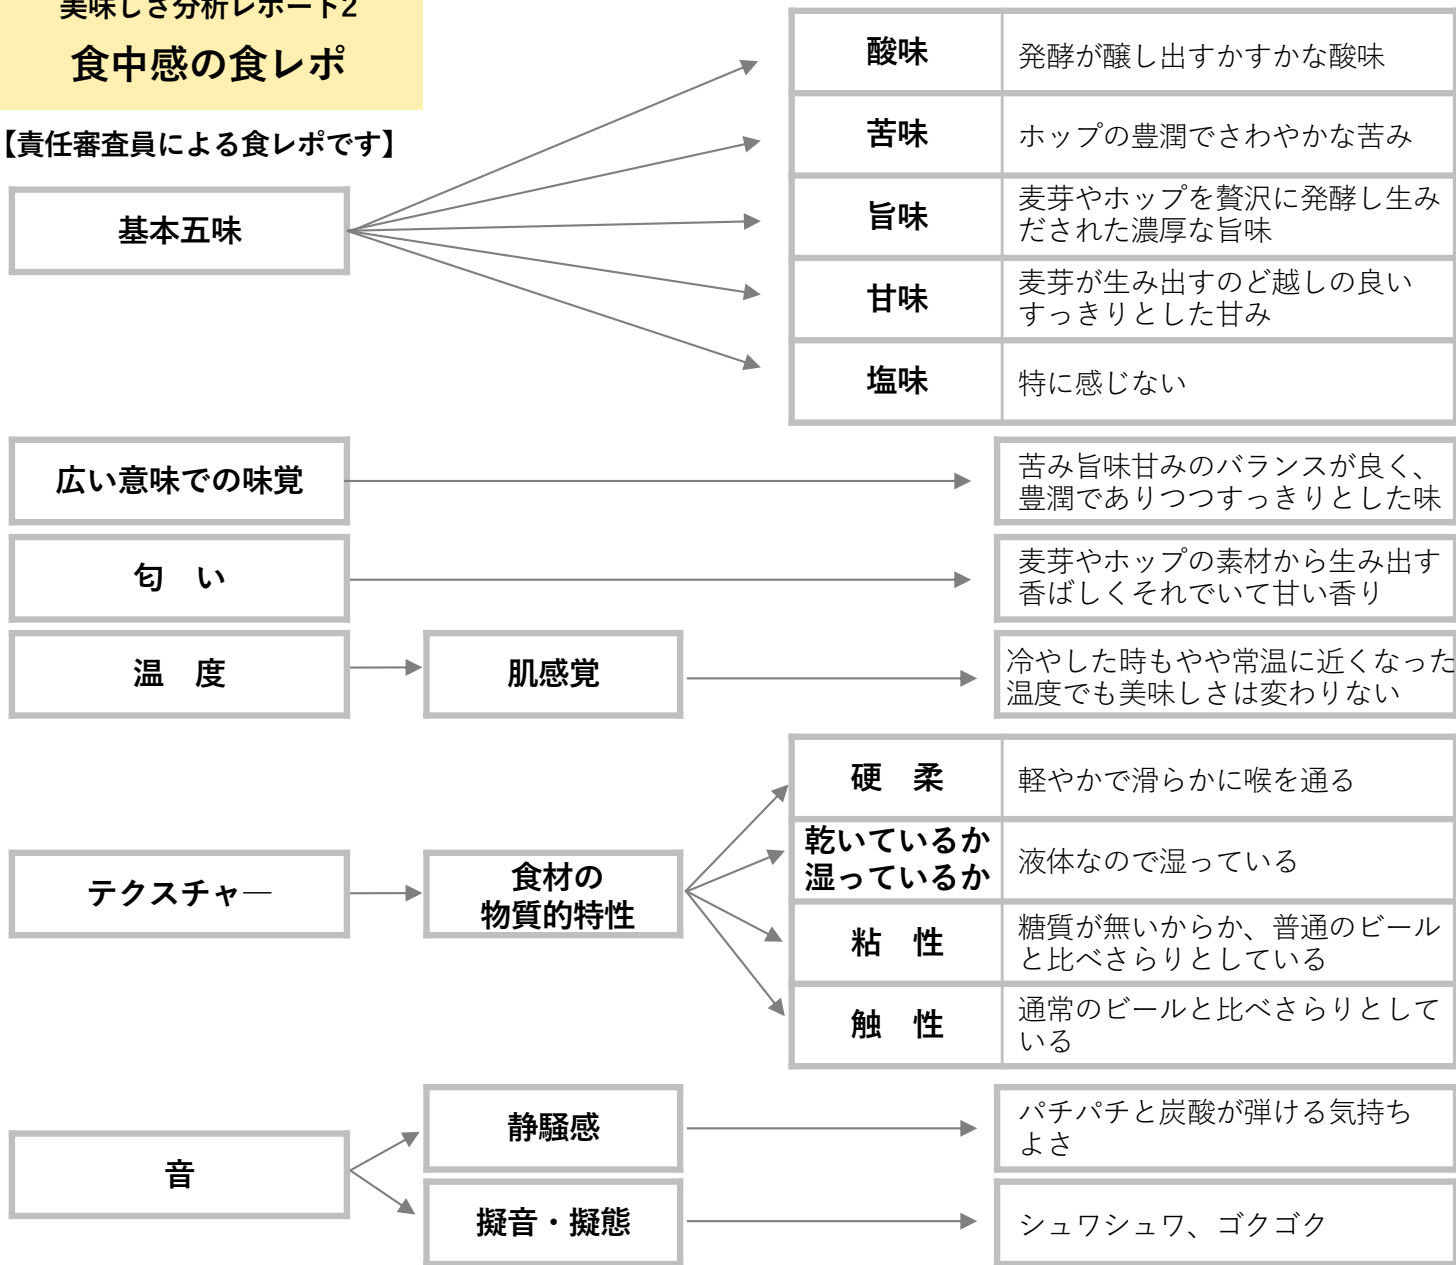 美味しさ分析レポート2
食中感の食レポ
【責任審査員による食レポです】
基本五味
酸味
発酵が醸し出すかすかな酸味
苦味
ホップの豊潤でさわやかな苦み
旨味
麦芽やホップを贅沢に発酵し生み
だされた濃厚な旨味
甘味
麦芽が生み出すのど越しの良い
すっきりとした甘み
塩味
特に感じない
広い意味での味覚
苦み旨味甘みのバランスが良く、
豊潤でありつつすっきりとした味
匂　い
麦芽やホップの素材から生み出す
香ばしくそれでいて甘い香り
温　度
肌感覚
冷やした時もやや常温に近くなった
温度でも美味しさは変わりない
テクスチャ―
食材の
物質的特性
硬　柔
軽やかで滑らかに喉を通る
乾いているか
湿っているか
液体なので湿っている
粘　性
糖質が無いからか、普通のビール
と比べさらりとしている
触　性
通常のビールと比べさらりとして
いる
音
静騒感
パチパチと炭酸が弾ける気持ち
よさ
擬音・擬態
シュワシュワ、ゴクゴク